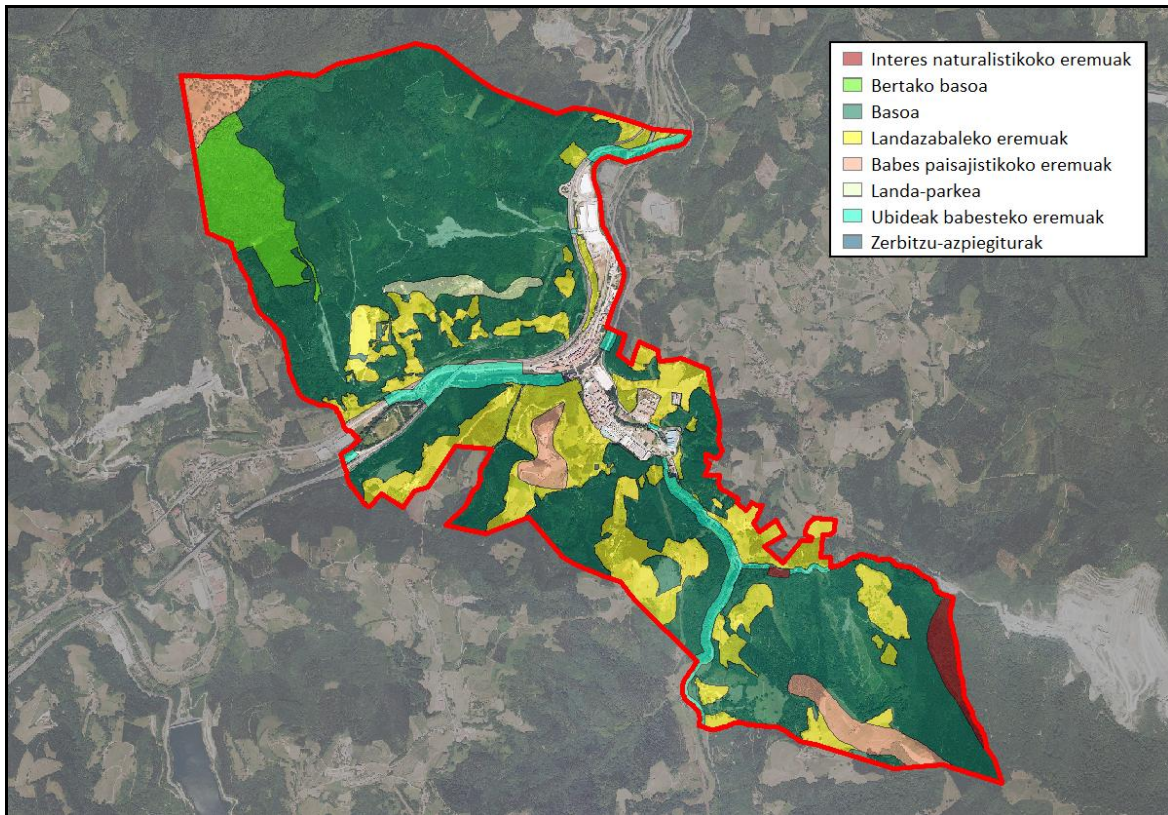 Interes naturalistikoko eremuak
Bertako basoa
Basoa
Landazabaleko eremuak
Babes paisajistikoko eremuak
Landa-parkea
Ubideak babesteko eremuak
Zerbitzu-azpiegiturak